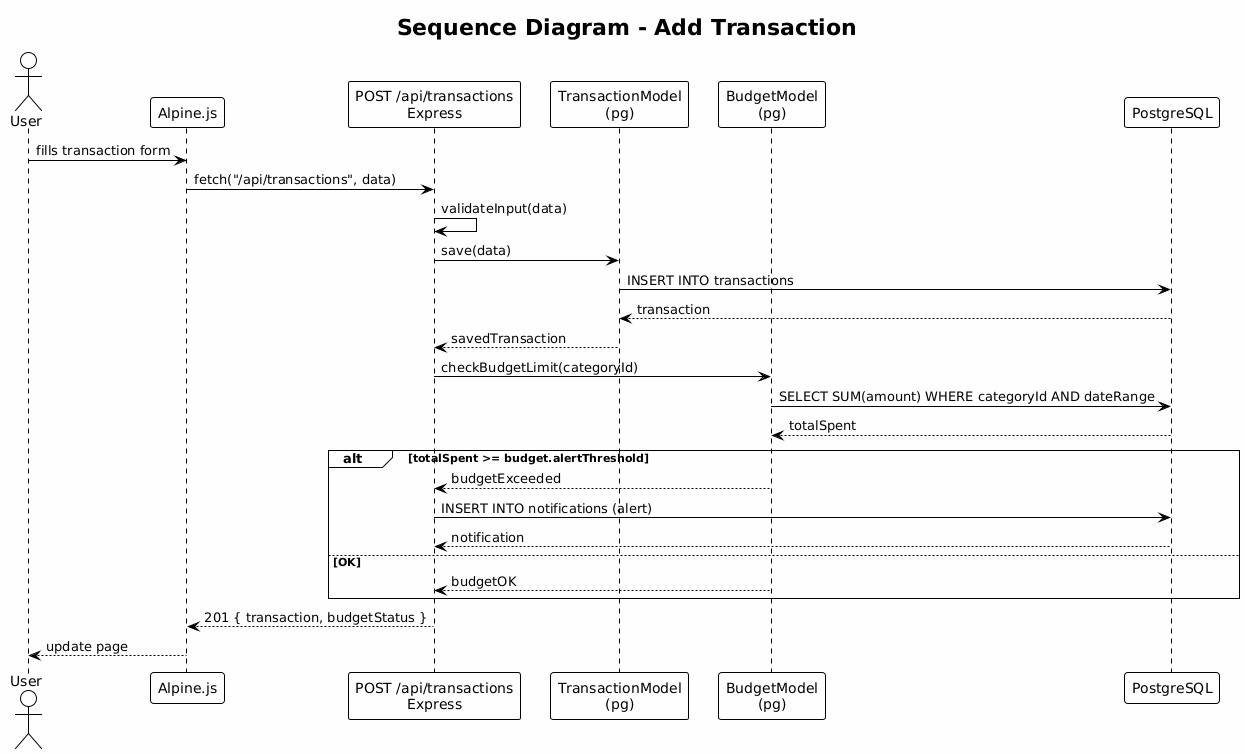 Sequence Diagram - Add Transaction
User
Alpine.js
POST /api/transactions
Express
TransactionModel
(pg)
BudgetModel
(pg)
PostgreSQL
fills transaction form
fetch("/api/transactions", data)
validateInput(data)
save(data)
INSERT INTO transactions
transaction
savedTransaction
checkBudgetLimit(categoryId)
SELECT SUM(amount) WHERE categoryId AND dateRange
totalSpent
alt
[totalSpent >= budget.alertThreshold]
budgetExceeded
INSERT INTO notifications (alert)
notification
[OK]
budgetOK
201 { transaction, budgetStatus }
update page
User
Alpine.js
POST /api/transactions
Express
TransactionModel
(pg)
BudgetModel
(pg)
PostgreSQL